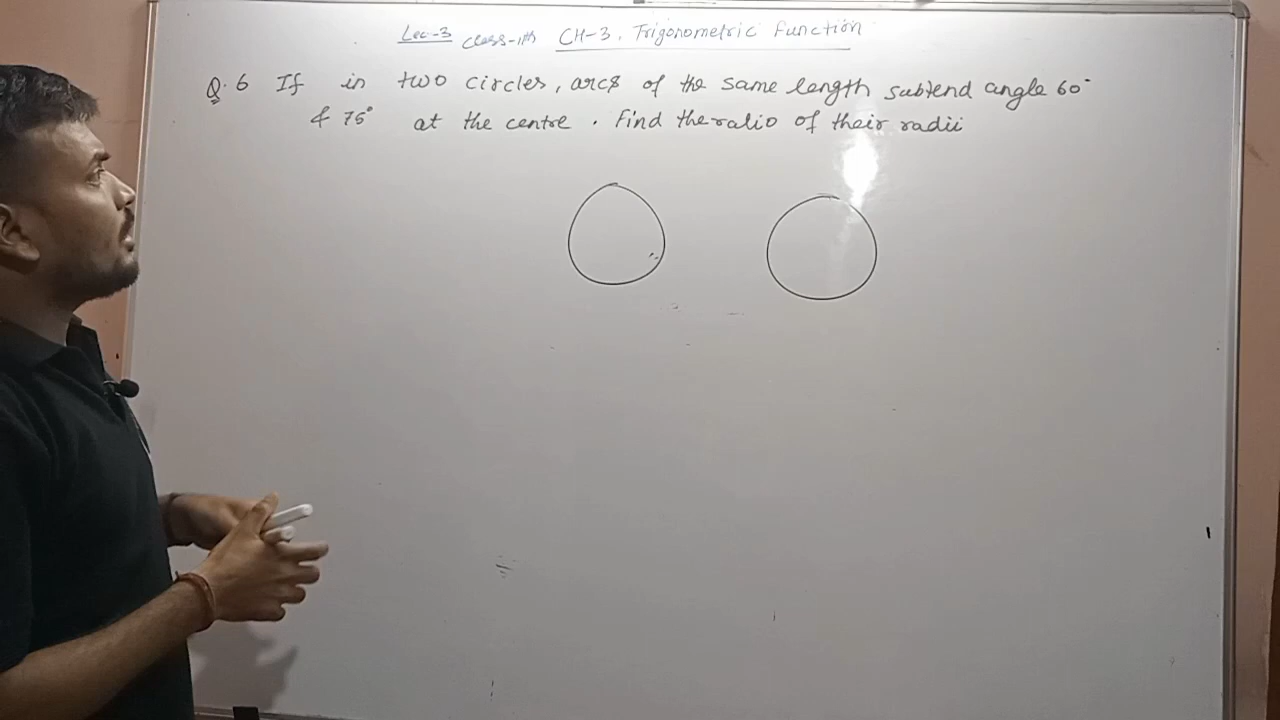 Lec-3 Class-11th CH-3. Trigonometric Function
Q.6 If in two circles, arcs of the same length subtend angle 60°
& 75° at the centre. Find the ratio of their radii